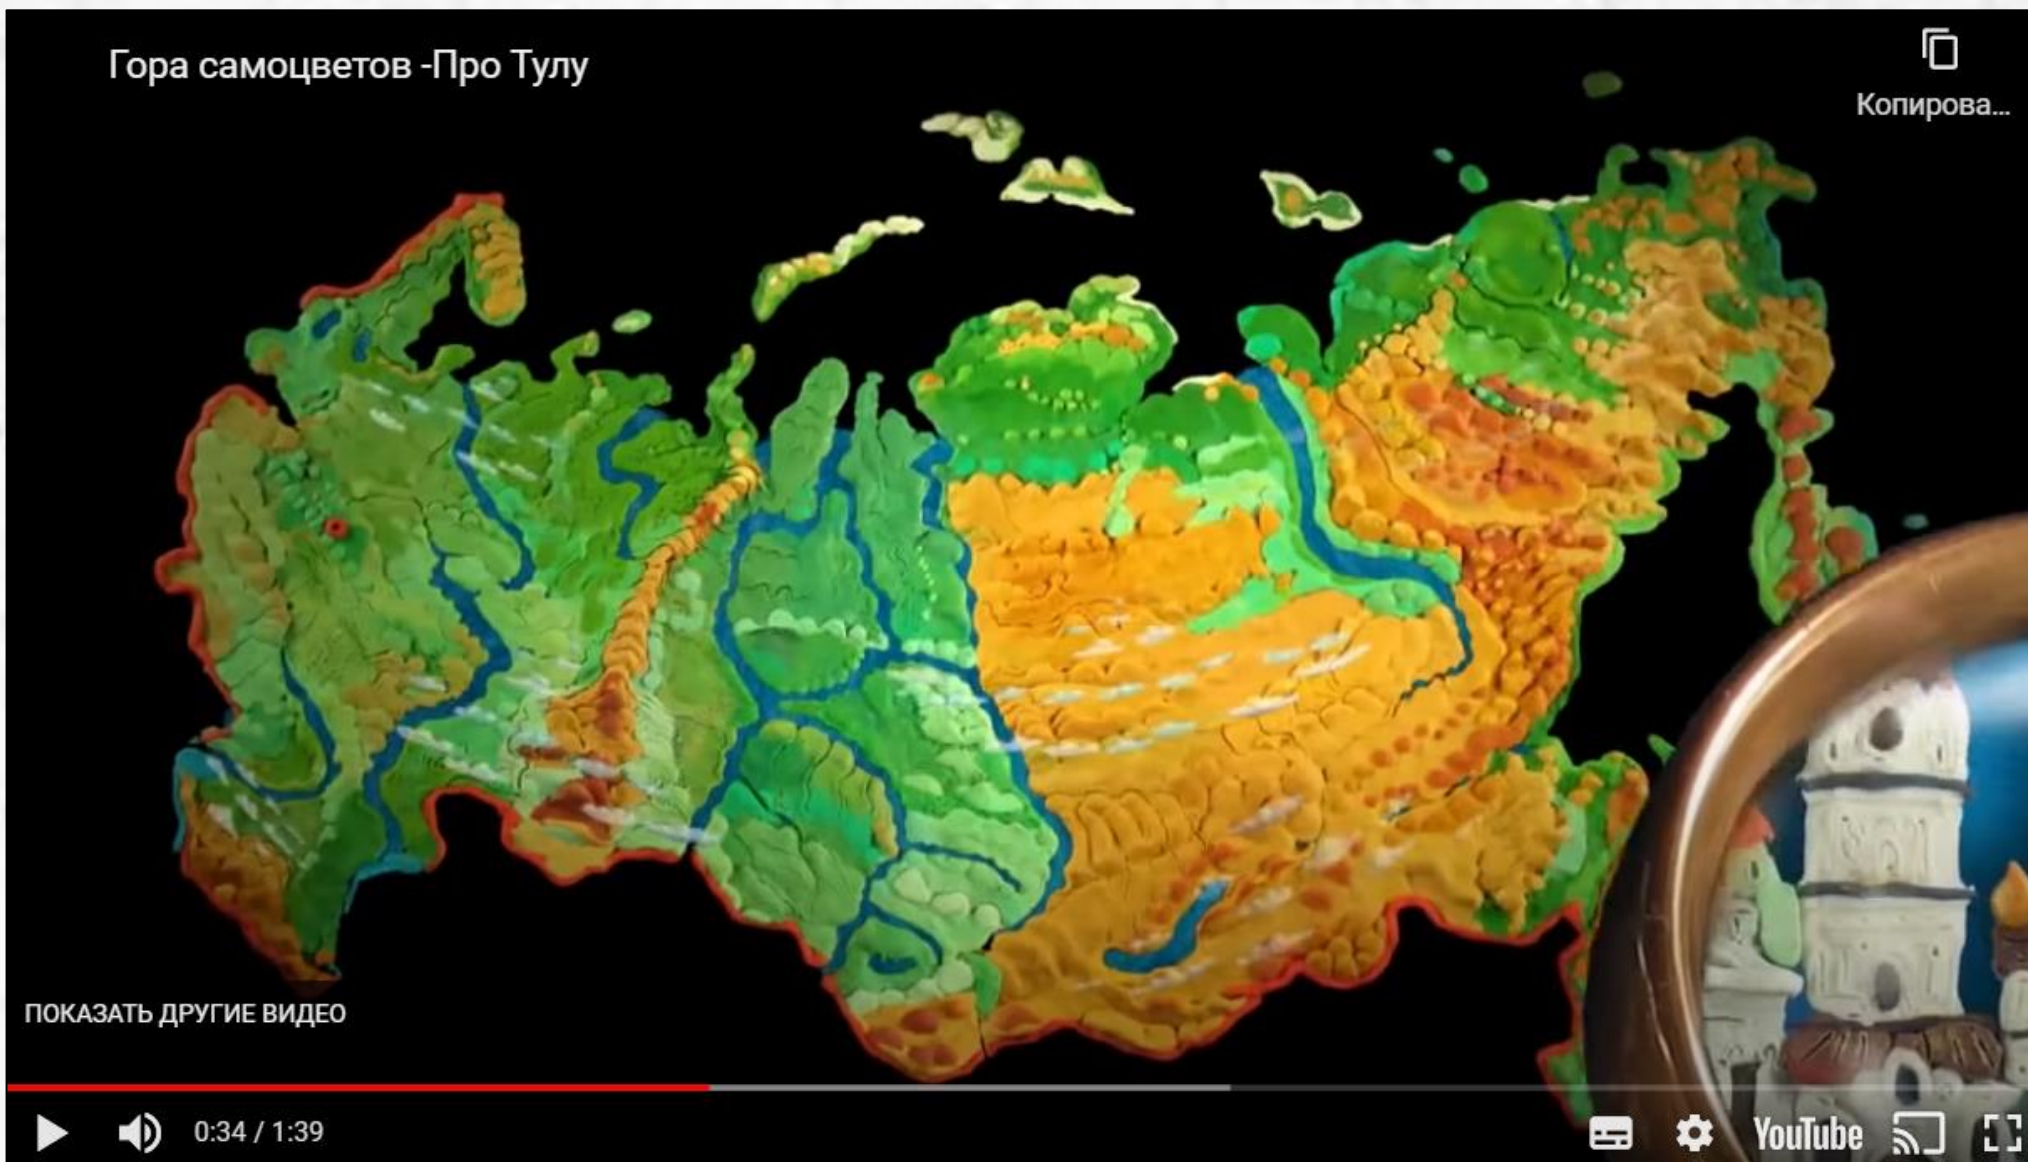 Гора самоцветов -Про Тулу
Копирова...
ПОКАЗАТЬ ДРУГИЕ ВИДЕО
0:34 / 1:39
YouTube